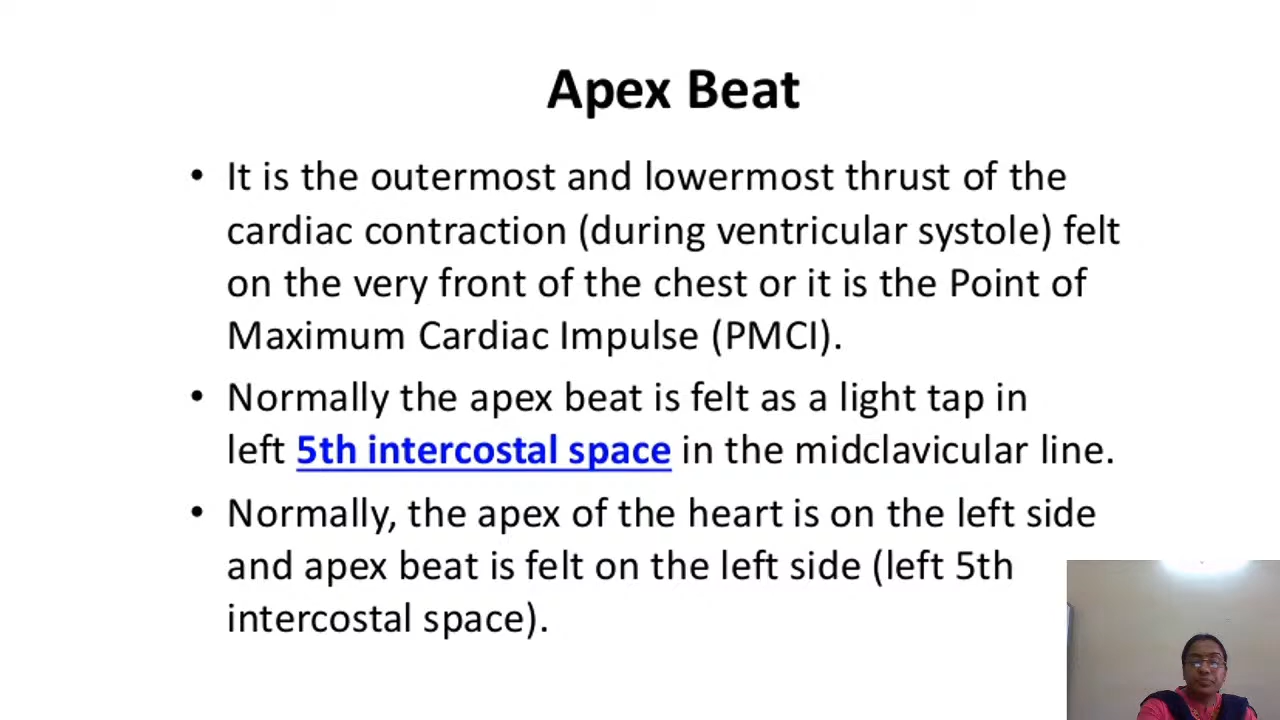 Apex Beat
• It is the outermost and lowermost thrust of the
cardiac contraction (during ventricular systole) felt
on the very front of the chest or it is the Point of
Maximum Cardiac Impulse (PMCI).
• Normally the apex beat is felt as a light tap in
left 5th intercostal space in the midclavicular line.
• Normally, the apex of the heart is on the left side
and apex beat is felt on the left side (left 5th
intercostal space).